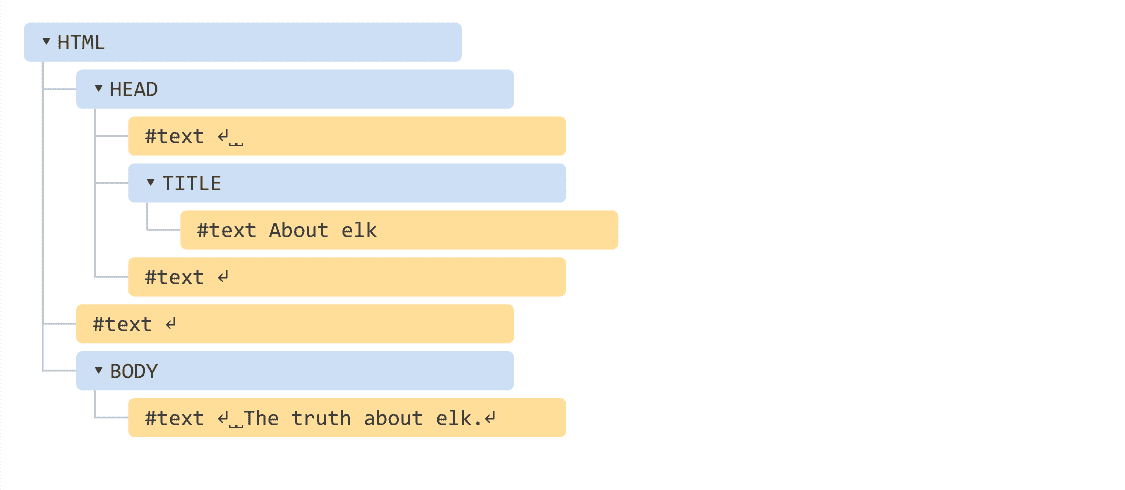 ▾ HTML
▾ HEAD
#text ↵␣␣
▾ TITLE
#text About elk
#text ↵
#text ↵
▾ BODY
#text ↵␣␣The truth about elk.↵